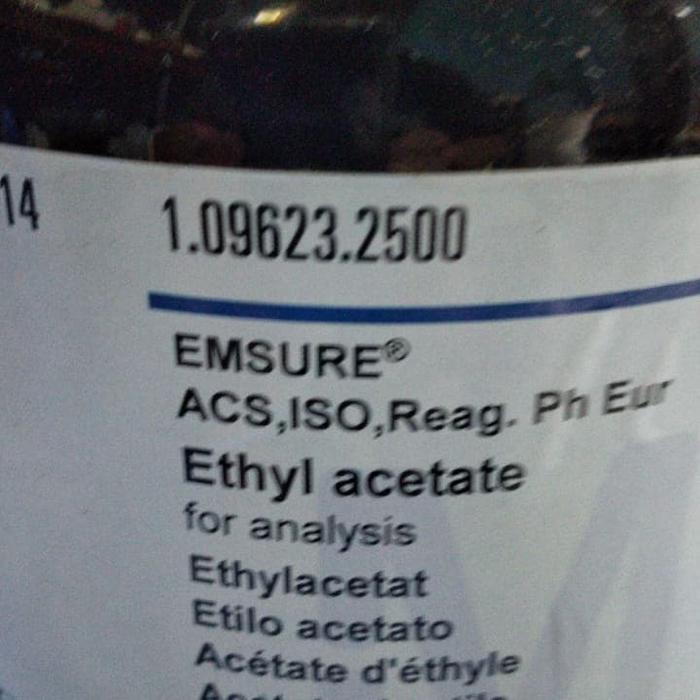 14
1.09623.2500
EMSURE®
ACS,ISO,Reag. Ph Eur
Ethyl acetate
for analysis
Ethylacetat
Etilo acetato
Acétate d'éthyle